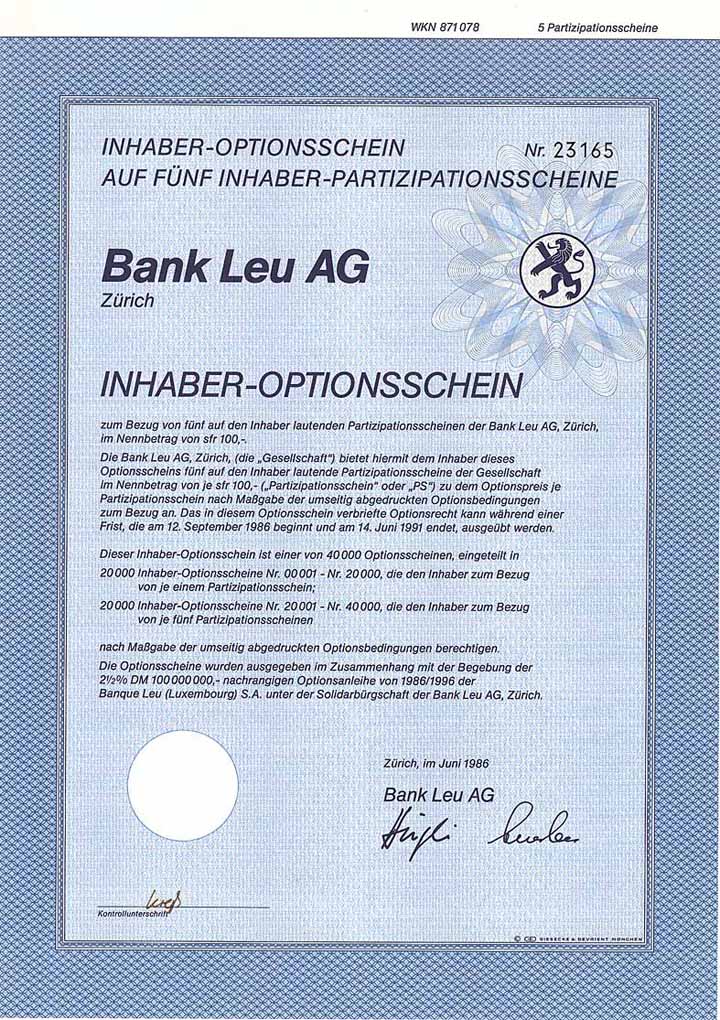 WKN 871078 5 Partizipationsscheine
INHABER-OPTIONSSCHEIN Nr. 23165
AUF FÜNF INHABER-PARTIZIPATIONSSCHEINE
Bank Leu AG
Zürich
INHABER-OPTIONSSCHEIN
zum Bezug von fünf auf den Inhaber lautenden Partizipationsscheinen der Bank Leu AG, Zürich,
im Nennbetrag von sfr 100,-.
Die Bank Leu AG, Zürich, (die „Gesellschaft") bietet hiermit dem Inhaber dieses
Optionsscheins fünf auf den Inhaber lautende Partizipationsscheine der Gesellschaft
im Nennbetrag von je sfr 100,- („Partizipationsschein" oder „PS") zu dem Optionspreis je
Partizipationsschein nach Maßgabe der umseitig abgedruckten Optionsbedingungen
zum Bezug an. Das in diesem Optionsschein verbriefte Optionsrecht kann während einer
Frist, die am 12. September 1986 beginnt und am 14. Juni 1991 endet, ausgeübt werden.
Dieser Inhaber-Optionsschein ist einer von 40 000 Optionsscheinen, eingeteilt in
20 000 Inhaber-Optionsscheine Nr. 00 001 - Nr. 20 000, die den Inhaber zum Bezug
von je einem Partizipationsschein;
20 000 Inhaber-Optionsscheine Nr. 20 001 - Nr. 40 000, die den Inhaber zum Bezug
von je fünf Partizipationsscheinen
nach Maßgabe der umseitig abgedruckten Optionsbedingungen berechtigen.
Die Optionsscheine wurden ausgegeben im Zusammenhang mit der Begebung der
2½% DM 100 000 000,- nachrangigen Optionsanleihe von 1986/1996 der
Banque Leu (Luxembourg) S.A. unter der Solidarbürgschaft der Bank Leu AG, Zürich.
Zürich, im Juni 1986
Bank Leu AG
Kontrollunterschrift
© GD GIESECKE & DEVRIENT MÜNCHEN